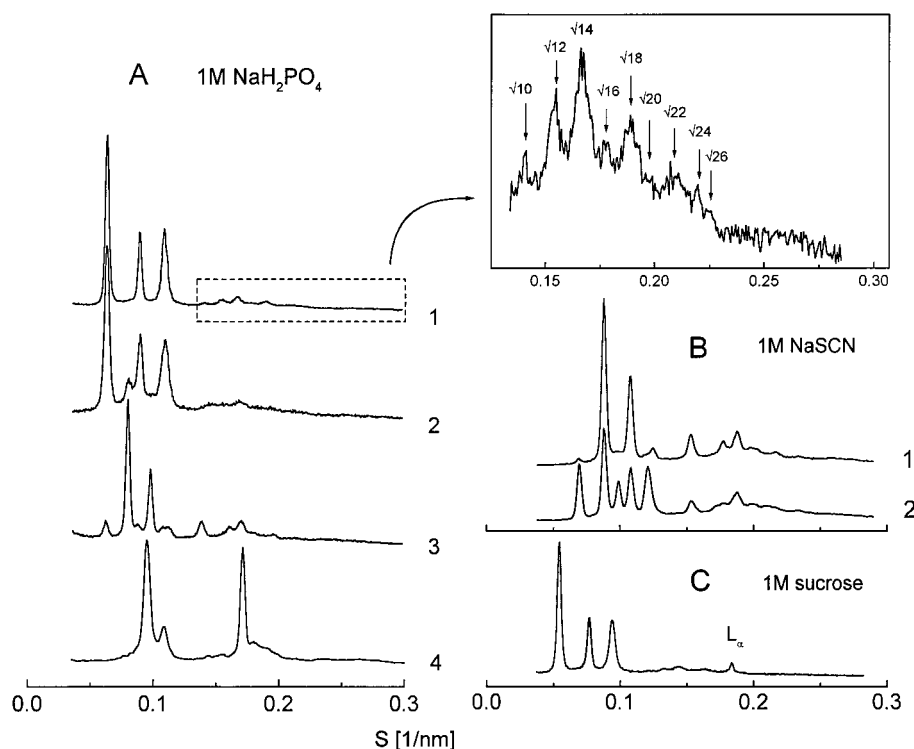 A 1M NaH₂PO₄
1
2
3
4
0.0 0.1 0.2 0.3
√10
√12
√14
√16
√18
√20
√22
√24
√26
0.15 0.20 0.25 0.30
B 1M NaSCN
1
2
C 1M sucrose
Lα
0.0 0.1 0.2 0.3
S [1/nm]